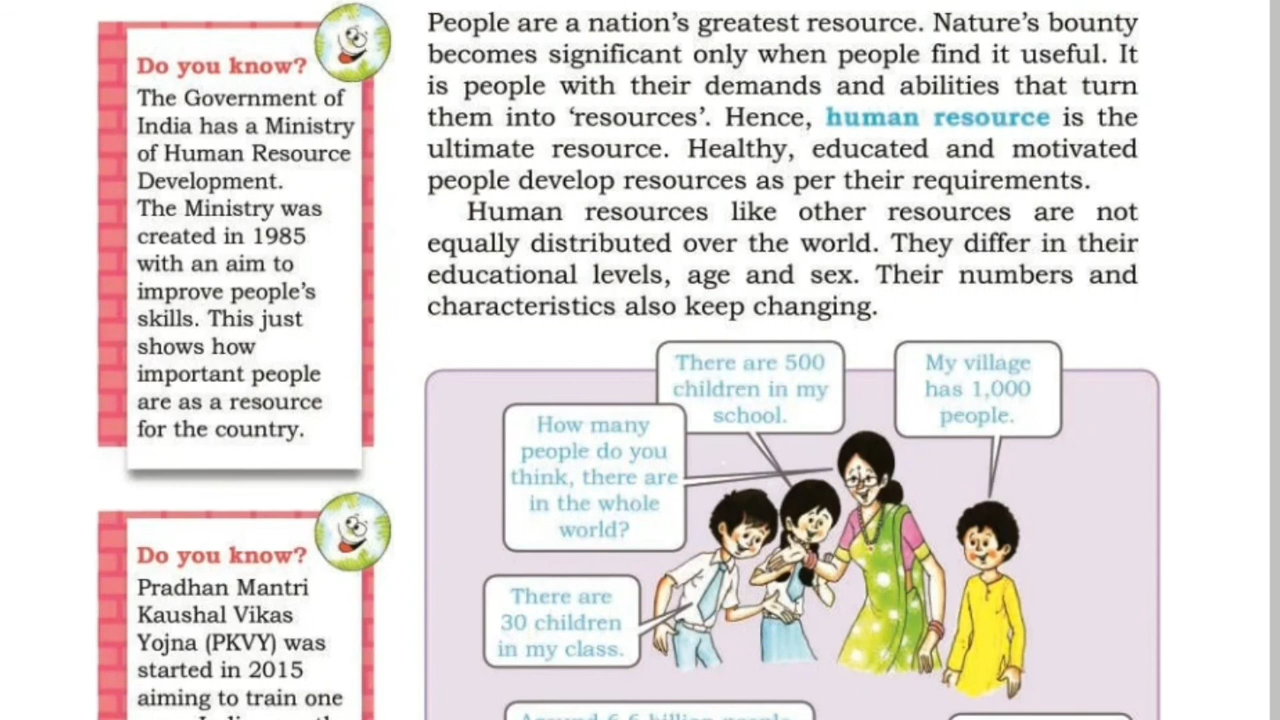 Do you know?
The Government of
India has a Ministry
of Human Resource
Development.
The Ministry was
created in 1985
with an aim to
improve people's
skills. This just
shows how
important people
are as a resource
for the country.
Do you know?
Pradhan Mantri
Kaushal Vikas
Yojna (PKVY) was
started in 2015
aiming to train one
People are a nation's greatest resource. Nature's bounty
becomes significant only when people find it useful. It
is people with their demands and abilities that turn
them into 'resources'. Hence, human resource is the
ultimate resource. Healthy, educated and motivated
people develop resources as per their requirements.
Human resources like other resources are not
equally distributed over the world. They differ in their
educational levels, age and sex. Their numbers and
characteristics also keep changing.
There are 500
children in my
school.
My village
has 1,000
people.
How many
people do you
think, there are
in the whole
world?
There are
30 children
in my class.
Around 6.6 billion people